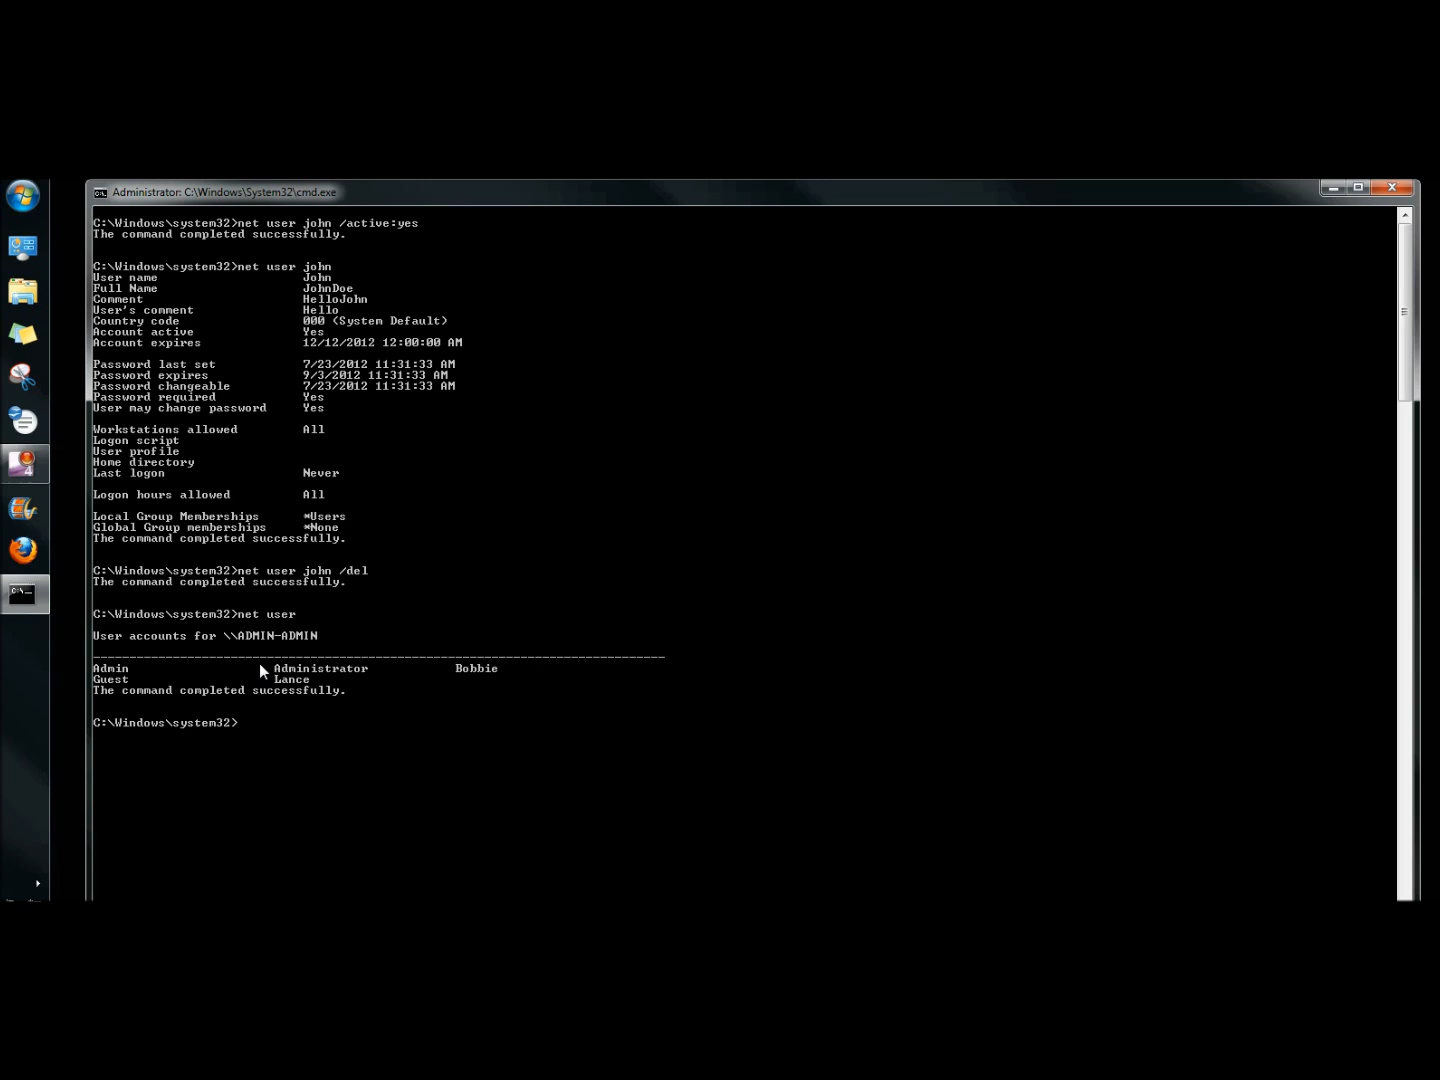 Administrator: C:\Windows\System32\cmd.exe
C:\Windows\system32>net user john /active:yes
The command completed successfully.
C:\Windows\system32>net user john
User name John
Full Name JohnDoe
Comment HelloJohn
User's comment Hello
Country code 000 (System Default)
Account active Yes
Account expires 12/12/2012 12:00:00 AM
Password last set 7/23/2012 11:31:33 AM
Password expires 9/3/2012 11:31:33 AM
Password changeable 7/23/2012 11:31:33 AM
Password required Yes
User may change password Yes
Workstations allowed All
Logon script
User profile
Home directory
Last logon Never
Logon hours allowed All
Local Group Memberships *Users
Global Group memberships *None
The command completed successfully.
C:\Windows\system32>net user john /del
The command completed successfully.
C:\Windows\system32>net user
User accounts for \\ADMIN-ADMIN
-------------------------------------------------------------------------------
Admin Administrator Bobbie
Guest Lance
The command completed successfully.
C:\Windows\system32>